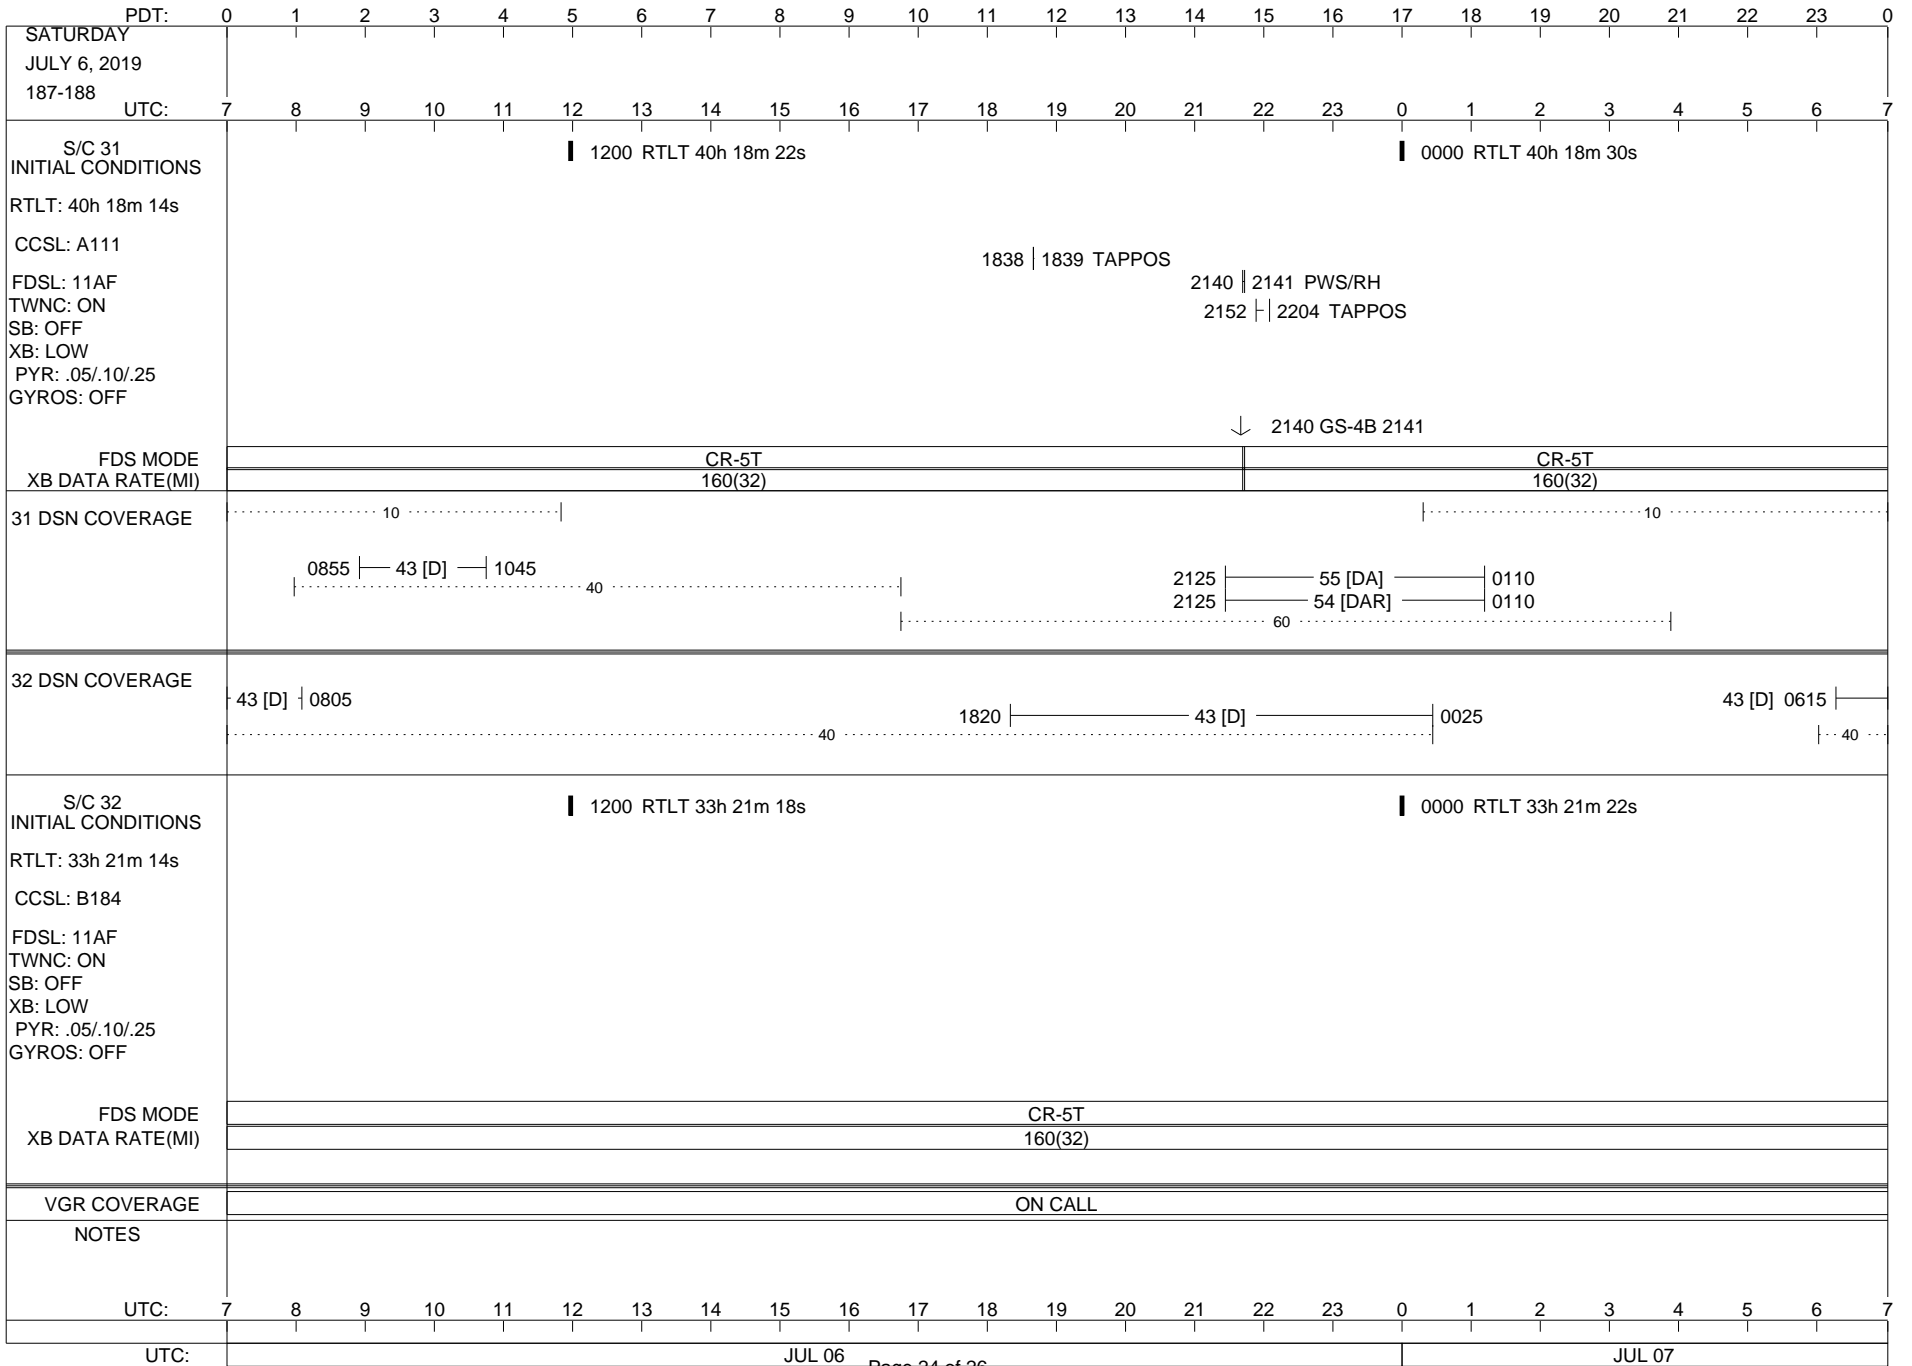 PDT: 0 1 2 3 4 5 6 7 8 9 10 11 12 13 14 15 16 17 18 19 20 21 22 23 0
SATURDAY
JULY 6, 2019
187-188
UTC: 7 8 9 10 11 12 13 14 15 16 17 18 19 20 21 22 23 0 1 2 3 4 5 6 7
S/C 31
INITIAL CONDITIONS
1200 RTLT 40h 18m 22s
0000 RTLT 40h 18m 30s
RTLT: 40h 18m 14s
CCSL: A111
1838 1839 TAPPOS
FDSL: 11AF
2140 2141 PWS/RH
TWNC: ON
2152 2204 TAPPOS
SB: OFF
XB: LOW
PYR: .05/.10/.25
GYROS: OFF
2140 GS-4B 2141
FDS MODE CR-5T CR-5T
XB DATA RATE(MI) 160(32) 160(32)
31 DSN COVERAGE 10 10
0855 43 [D] 1045
40
2125 55 [DA] 0110
2125 54 [DAR] 0110
60
32 DSN COVERAGE
43 [D] 0805
43 [D] 0615
1820 43 [D] 0025
40 40
S/C 32
INITIAL CONDITIONS
1200 RTLT 33h 21m 18s
0000 RTLT 33h 21m 22s
RTLT: 33h 21m 14s
CCSL: B184
FDSL: 11AF
TWNC: ON
SB: OFF
XB: LOW
PYR: .05/.10/.25
GYROS: OFF
FDS MODE CR-5T
XB DATA RATE(MI) 160(32)
VGR COVERAGE ON CALL
NOTES
UTC: 7 8 9 10 11 12 13 14 15 16 17 18 19 20 21 22 23 0 1 2 3 4 5 6 7
UTC: JUL 06 JUL 07
Page 24 of 26